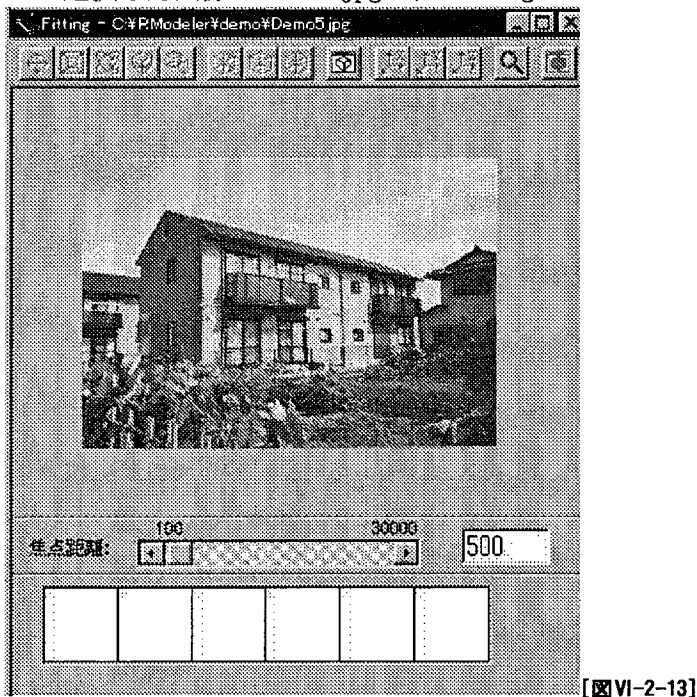 Fitting - C:¥RModeler¥demo¥Demo5.jpg
100 30000
焦点距離:
500
[図VI-2-13]